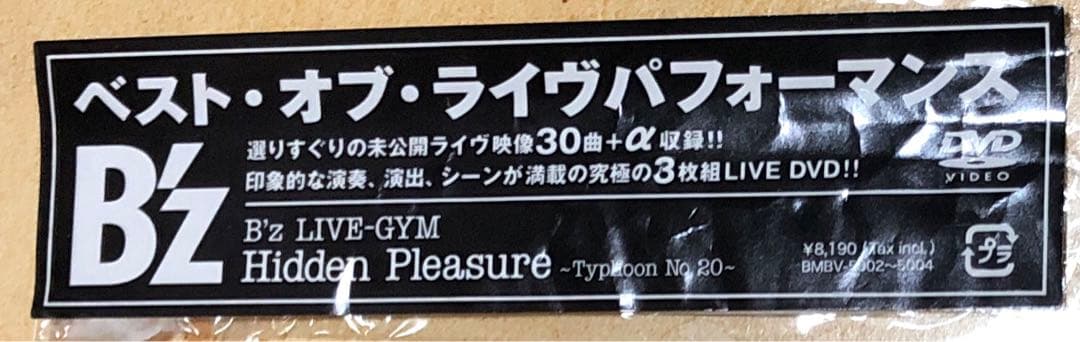 ベスト・オブ・ライヴパフォーマンス
B'z
選りすぐりの未公開ライヴ映像30曲+α収録!!
印象的な演奏、演出、シーンが満載の究極の3枚組LIVE DVD!!
B'z LIVE-GYM
Hidden Pleasure ~Typhoon No.20~
DVD
VIDEO
¥8,190 (Tax incl.)
BMBV-5002~5004
プラ